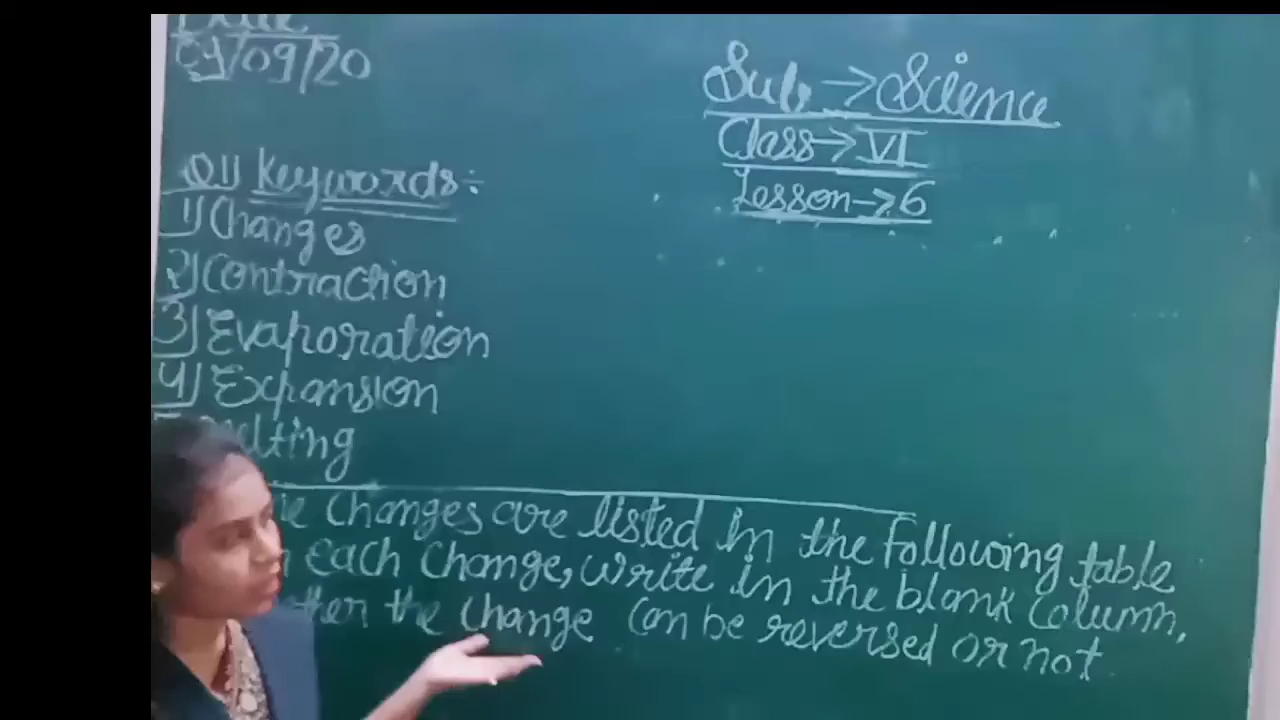 Date
/09/20
Sub → Science
Class → VI
Lesson → 6
Q1) Keywords:-
1) Changes
2) Contraction
3) Evaporation
4) Expansion
lting
changes are listed in the following table
each change, write in the blank column,
the change can be reversed or not.